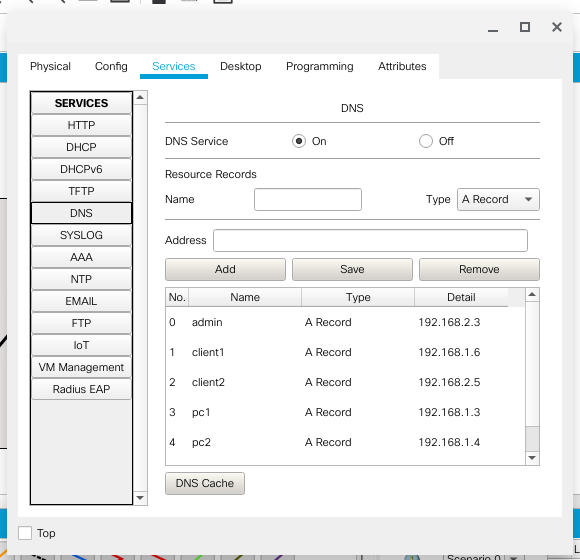 Physical Config Services Desktop Programming Attributes
SERVICES
HTTP
DHCP
DHCPv6
TFTP
DNS
SYSLOG
AAA
NTP
EMAIL
FTP
IoT
VM Management
Radius EAP
DNS
DNS Service On Off
Resource Records
Name Type A Record
Address
Add Save Remove
No. Name Type Detail
0 admin A Record 192.168.2.3
1 client1 A Record 192.168.1.6
2 client2 A Record 192.168.2.5
3 pc1 A Record 192.168.1.3
4 pc2 A Record 192.168.1.4
DNS Cache
Top
Scenario 0